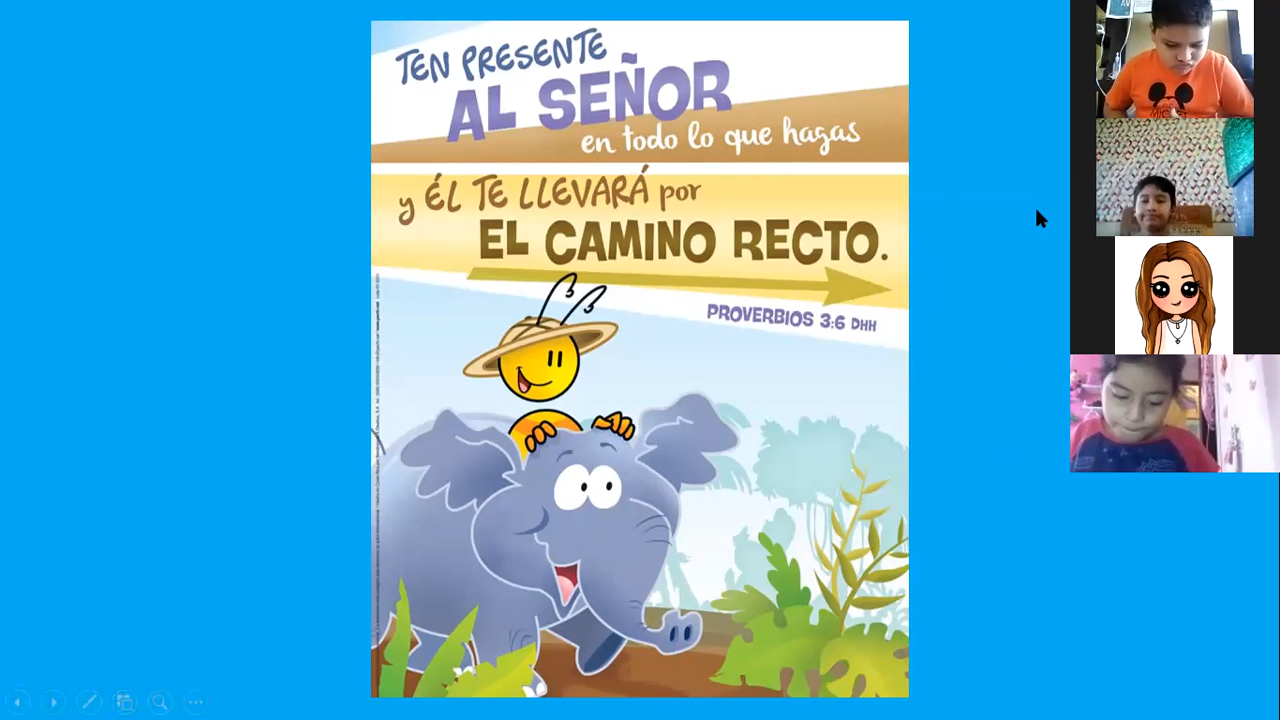 TEN PRESENTE
AL SEÑOR
en todo lo que hagas
y ÉL TE LLEVARÁ por
EL CAMINO RECTO.
PROVERBIOS 3:6 DHH